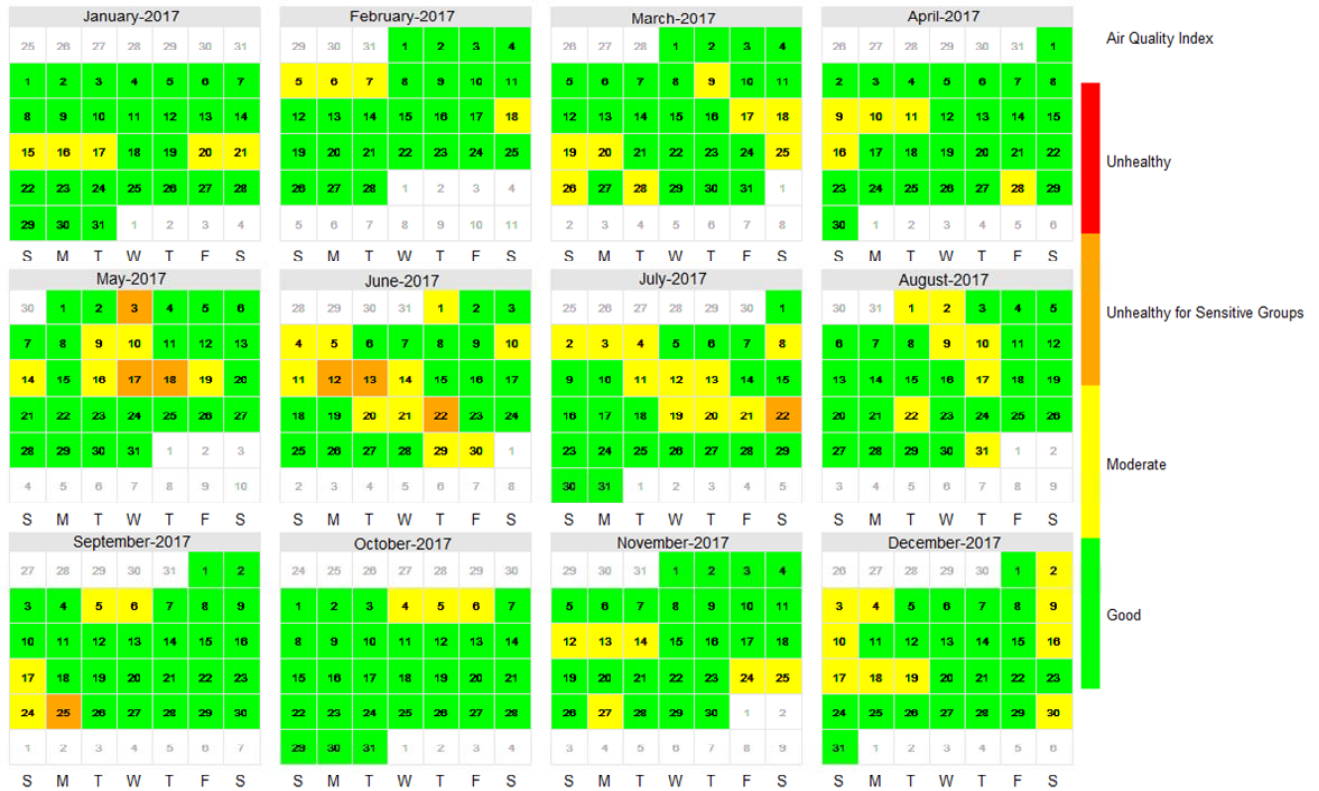 January-2017 February-2017 March-2017 April-2017
25 26 27 28 29 30 31 29 30 31 1 2 3 4 26 27 28 1 2 3 4 26 27 28 29 30 31 1 Air Quality Index
1 2 3 4 5 6 7 5 6 7 8 9 10 11 5 6 7 8 9 10 11 2 3 4 5 6 7 8
8 9 10 11 12 13 14 12 13 14 15 16 17 18 12 13 14 15 16 17 18 9 10 11 12 13 14 15
15 16 17 18 19 20 21 19 20 21 22 23 24 25 19 20 21 22 23 24 25 16 17 18 19 20 21 22 Unhealthy
22 23 24 25 26 27 28 26 27 28 1 2 3 4 26 27 28 29 30 31 1 23 24 25 26 27 28 29
29 30 31 1 2 3 4 5 6 7 8 9 10 11 2 3 4 5 6 7 8 30 1 2 3 4 5 6
S M T W T F S S M T W T F S S M T W T F S S M T W T F S
May-2017 June-2017 July-2017 August-2017
30 1 2 3 4 5 6 28 29 30 31 1 2 3 25 26 27 28 29 30 1 30 31 1 2 3 4 5 Unhealthy for Sensitive Groups
7 8 9 10 11 12 13 4 5 6 7 8 9 10 2 3 4 5 6 7 8 6 7 8 9 10 11 12
14 15 16 17 18 19 20 11 12 13 14 15 16 17 9 10 11 12 13 14 15 13 14 15 16 17 18 19
21 22 23 24 25 26 27 18 19 20 21 22 23 24 16 17 18 19 20 21 22 20 21 22 23 24 25 26
28 29 30 31 1 2 3 25 26 27 28 29 30 1 23 24 25 26 27 28 29 27 28 29 30 31 1 2 Moderate
4 5 6 7 8 9 10 2 3 4 5 6 7 8 30 31 1 2 3 4 5 3 4 5 6 7 8 9
S M T W T F S S M T W T F S S M T W T F S S M T W T F S
September-2017 October-2017 November-2017 December-2017
27 28 29 30 31 1 2 24 25 26 27 28 29 30 29 30 31 1 2 3 4 26 27 28 29 30 1 2
3 4 5 6 7 8 9 1 2 3 4 5 6 7 5 6 7 8 9 10 11 3 4 5 6 7 8 9 Good
10 11 12 13 14 15 16 8 9 10 11 12 13 14 12 13 14 15 16 17 18 10 11 12 13 14 15 16
17 18 19 20 21 22 23 15 16 17 18 19 20 21 19 20 21 22 23 24 25 17 18 19 20 21 22 23
24 25 26 27 28 29 30 22 23 24 25 26 27 28 26 27 28 29 30 1 2 24 25 26 27 28 29 30
1 2 3 4 5 6 7 29 30 31 1 2 3 4 3 4 5 6 7 8 9 31 1 2 3 4 5 6
S M T W T F S S M T W T F S S M T W T F S S M T W T F S